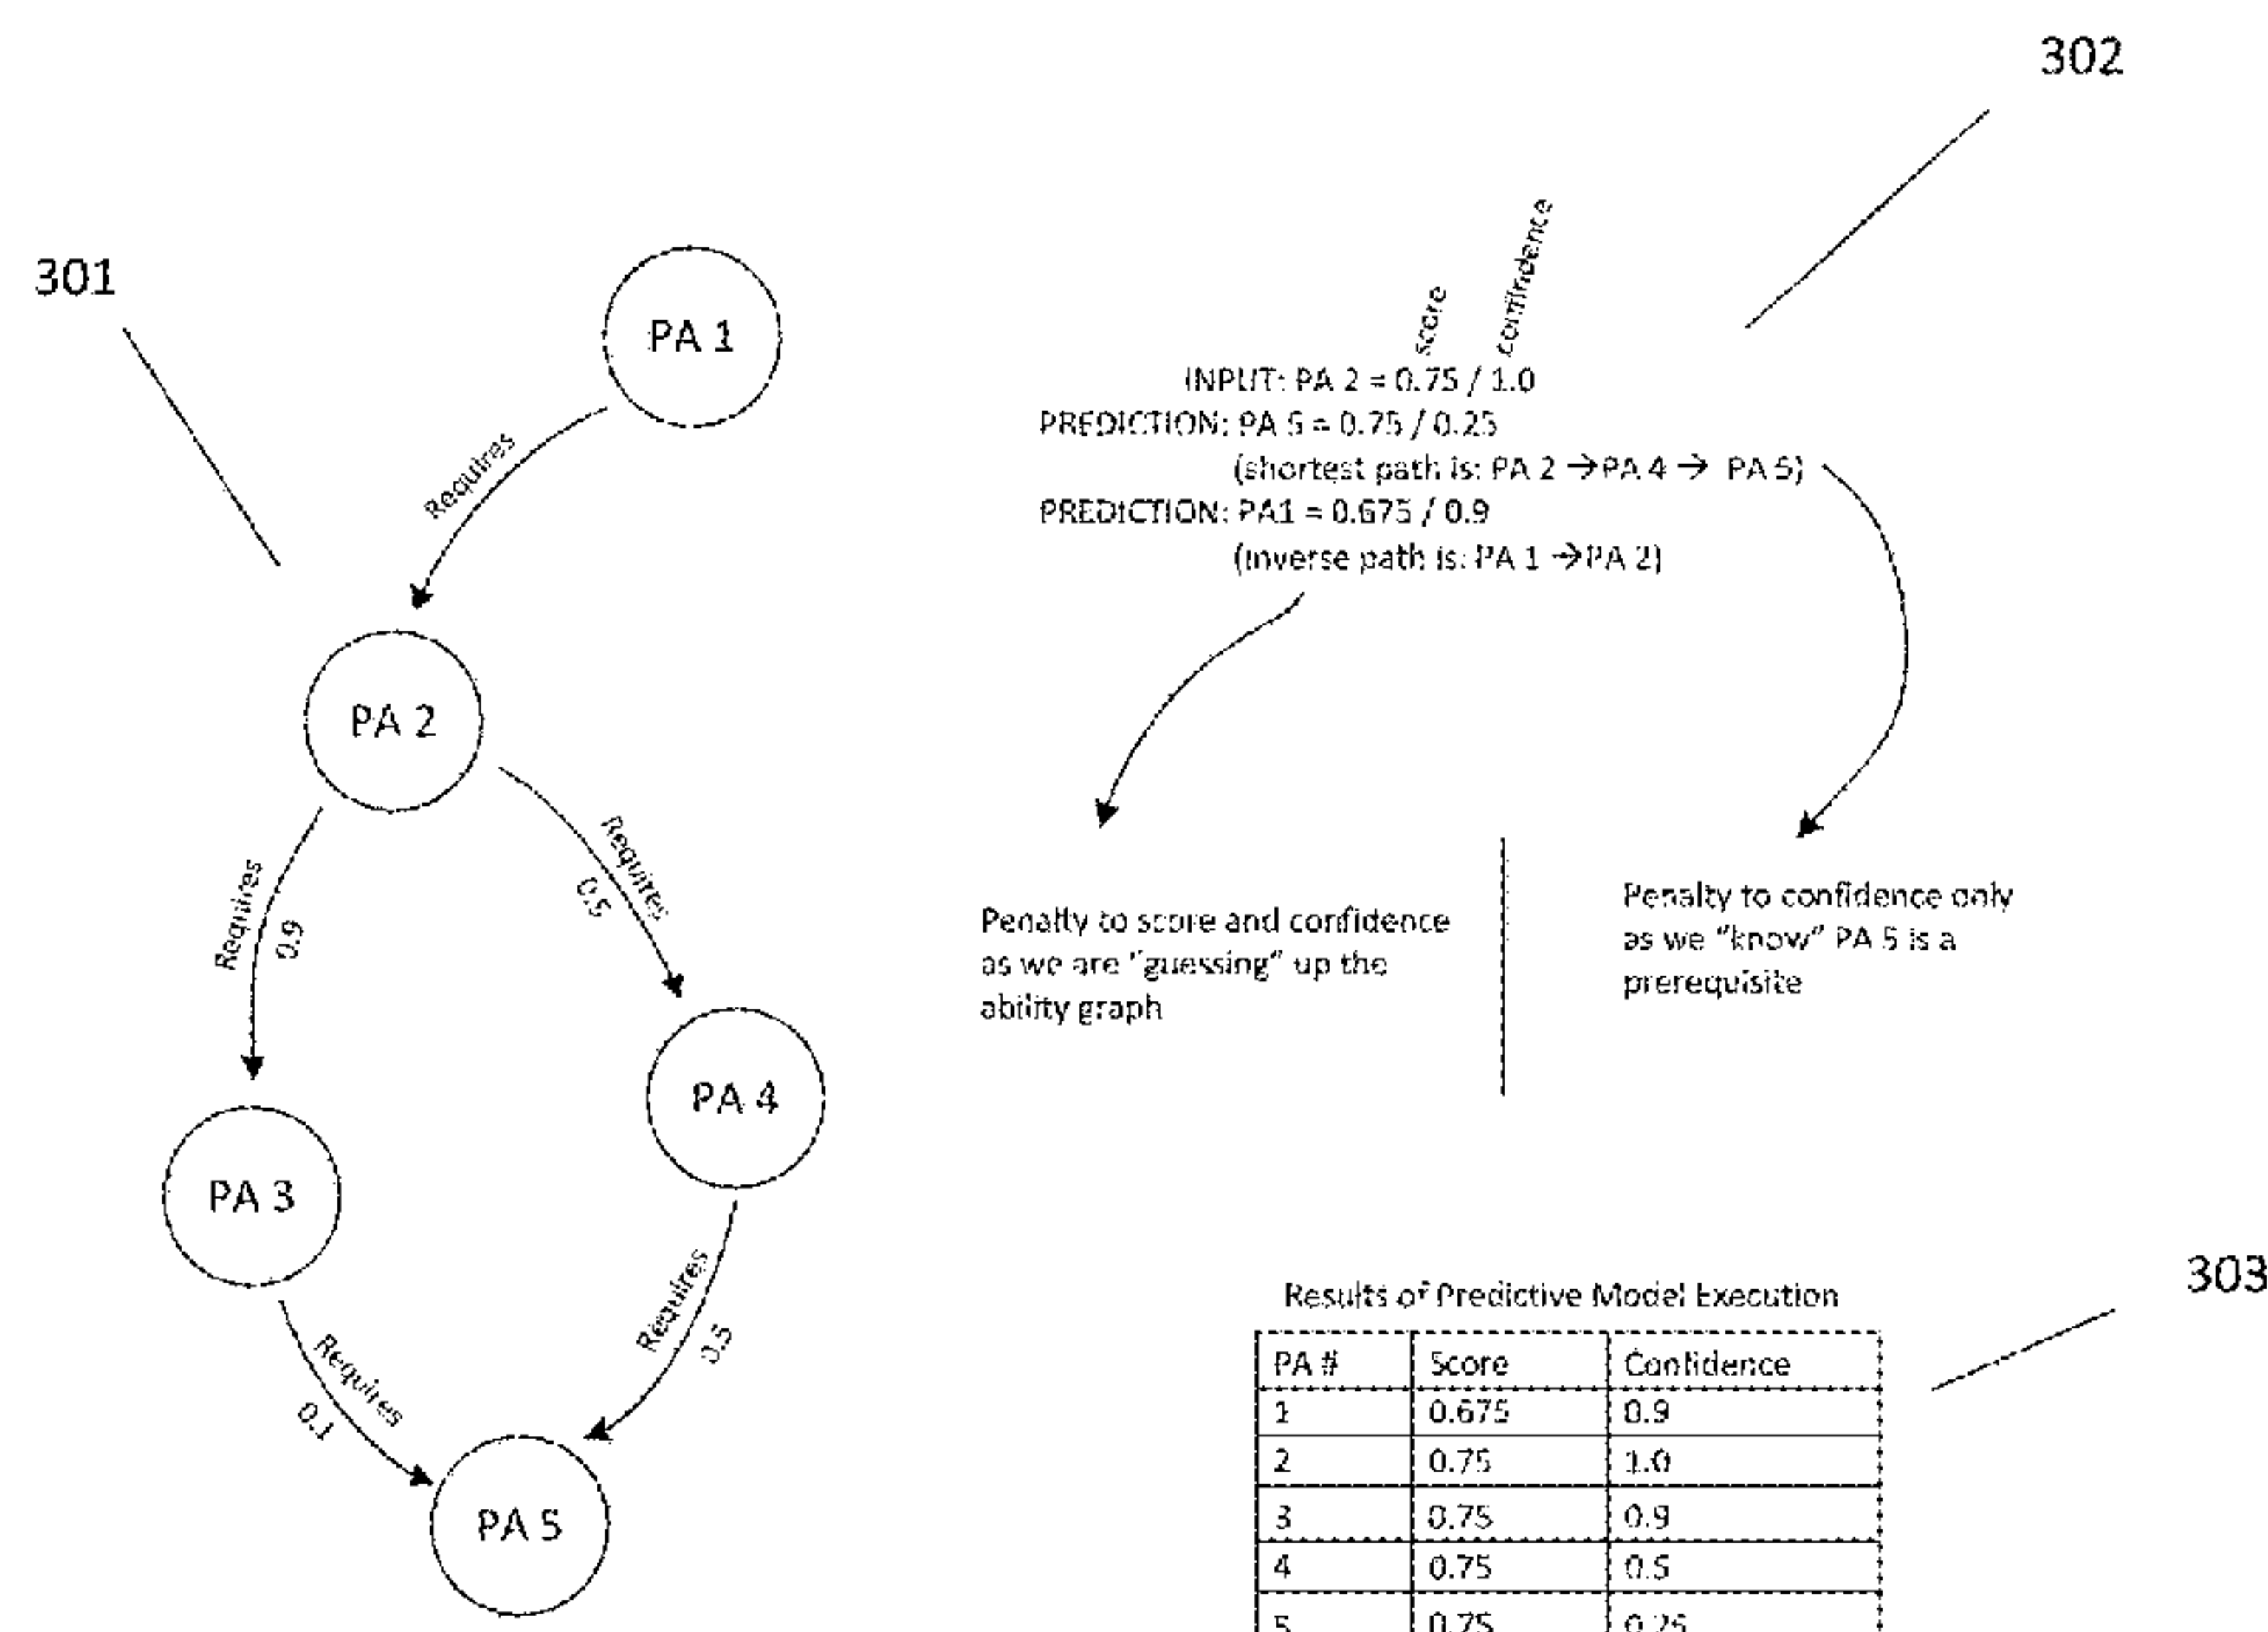 302
301
PA 1
Requires
PA 2
Requires
0.9
Requires
0.5
PA 3
PA 4
Requires
0.1
Requires
0.5
PA 5
score
confindence
INPUT: PA 2 = 0.75 / 1.0
PREDICTION: PA 5 = 0.75 / 0.25
(shortest path is: PA 2 →PA 4 → PA 5)
PREDICTION: PA1 = 0.675 / 0.9
(inverse path is: PA 1 →PA 2)
Penalty to score and confidence
as we are "guessing" up the
ability graph
Penalty to confidence only
as we "know" PA 5 is a
prerequisite
303
Results of Predictive Model Execution
PA # Score Confidence
1 0.675 0.9
2 0.75 1.0
3 0.75 0.9
4 0.75 0.5
5 0.75 0.25